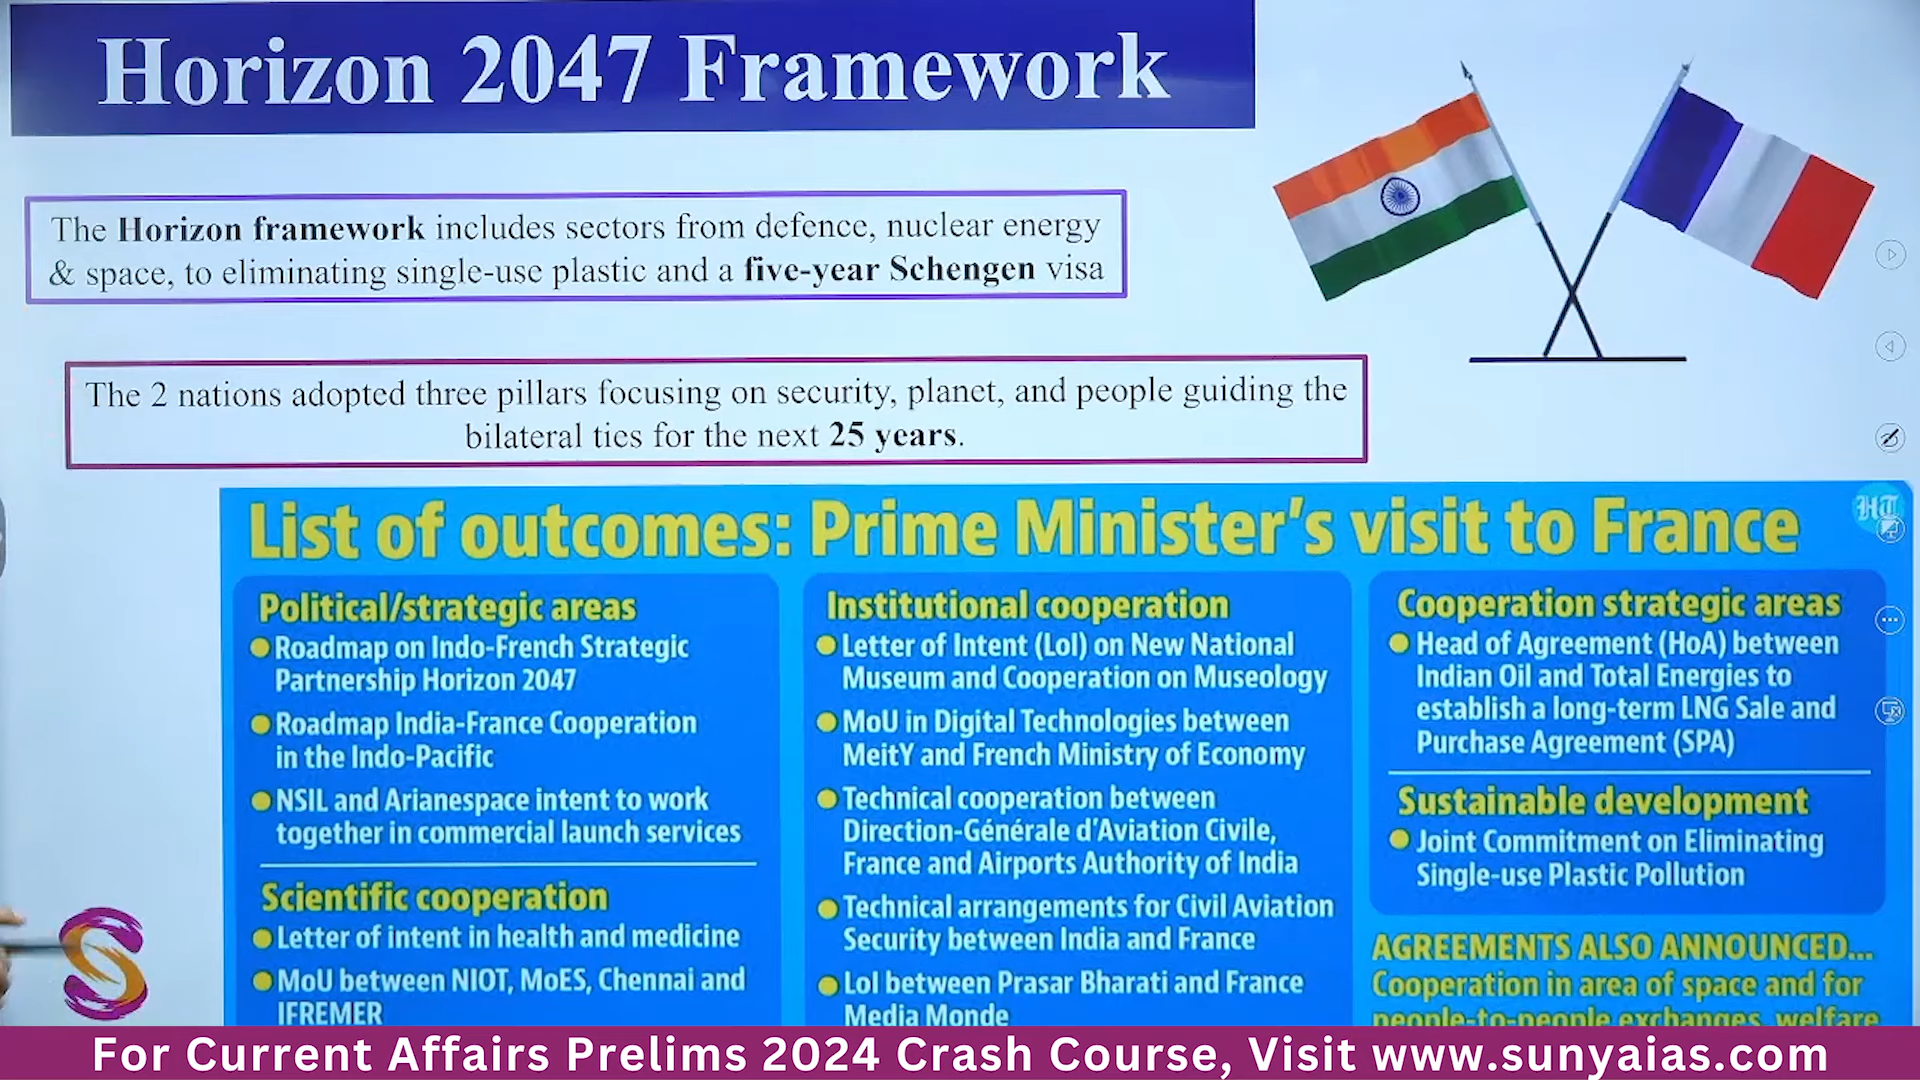 Horizon 2047 Framework
The Horizon framework includes sectors from defence, nuclear energy
& space, to eliminating single-use plastic and a five-year Schengen visa
The 2 nations adopted three pillars focusing on security, planet, and people guiding the
bilateral ties for the next 25 years.
List of outcomes: Prime Minister's visit to France
HT
Political/strategic areas
Roadmap on Indo-French Strategic
Partnership Horizon 2047
Roadmap India-France Cooperation
in the Indo-Pacific
NSIL and Arianespace intent to work
together in commercial launch services
Scientific cooperation
Letter of intent in health and medicine
MoU between NIOT, MoES, Chennai and
IFREMER
Institutional cooperation
Letter of Intent (LoI) on New National
Museum and Cooperation on Museology
MoU in Digital Technologies between
MeitY and French Ministry of Economy
Technical cooperation between
Direction-Générale d'Aviation Civile,
France and Airports Authority of India
Technical arrangements for Civil Aviation
Security between India and France
LoI between Prasar Bharati and France
Media Monde
Cooperation strategic areas
Head of Agreement (HoA) between
Indian Oil and Total Energies to
establish a long-term LNG Sale and
Purchase Agreement (SPA)
Sustainable development
Joint Commitment on Eliminating
Single-use Plastic Pollution
AGREEMENTS ALSO ANNOUNCED...
Cooperation in area of space and for
people-to-people exchanges, welfare
S
For Current Affairs Prelims 2024 Crash Course, Visit www.sunyaias.com